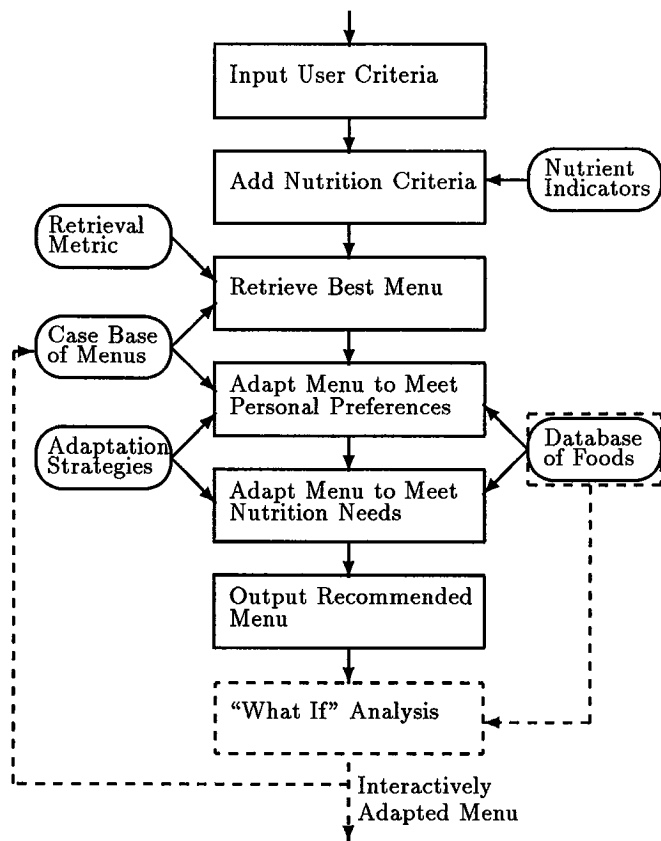 Input User Criteria
Add Nutrition Criteria
Nutrient
Indicators
Retrieval
Metric
Retrieve Best Menu
Case Base
of Menus
Adapt Menu to Meet
Personal Preferences
Adaptation
Strategies
Database
of Foods
Adapt Menu to Meet
Nutrition Needs
Output Recommended
Menu
“What If” Analysis
Interactively
Adapted Menu